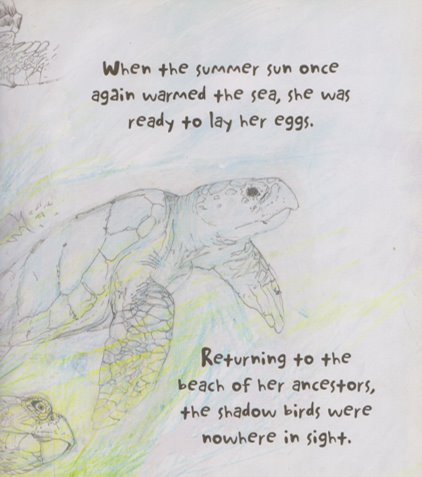 When the summer sun once
again warmed the sea, she was
ready to lay her eggs.
Returning to the
beach of her ancestors,
the shadow birds were
nowhere in sight.